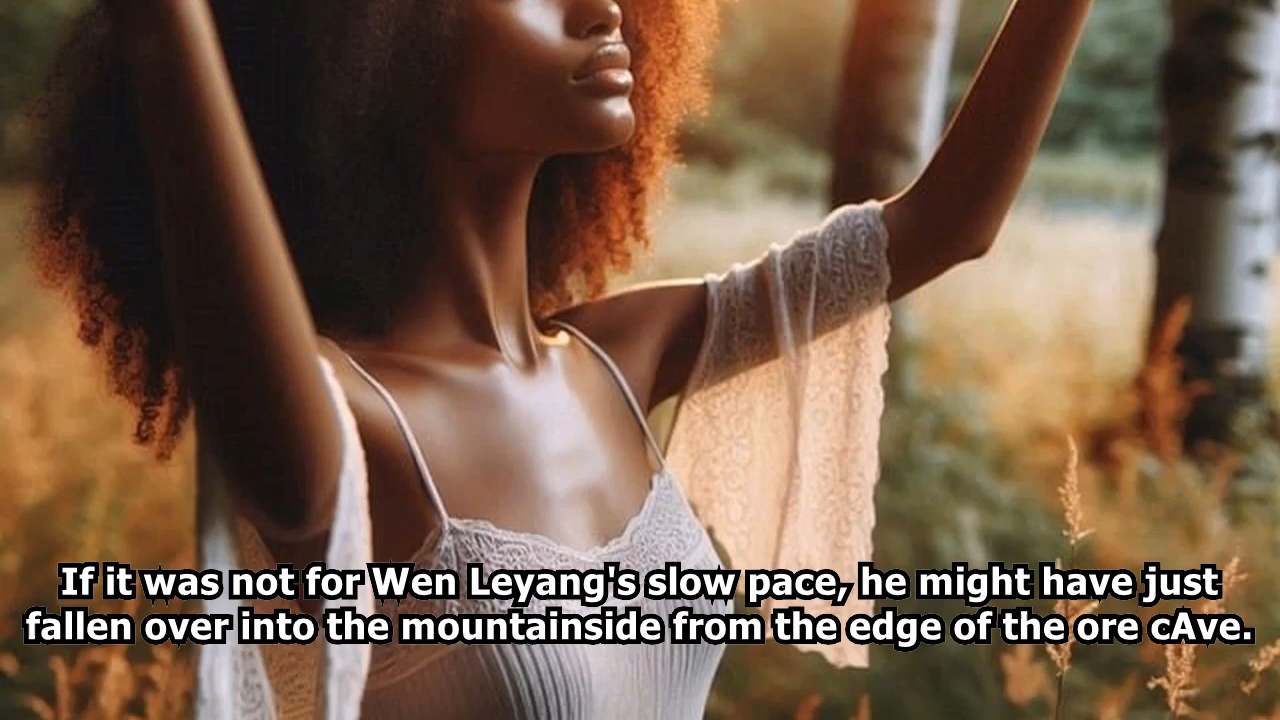 If it was not for Wen Leyang's slow pace, he might have just
fallen over into the mountainside from the edge of the ore cAve.